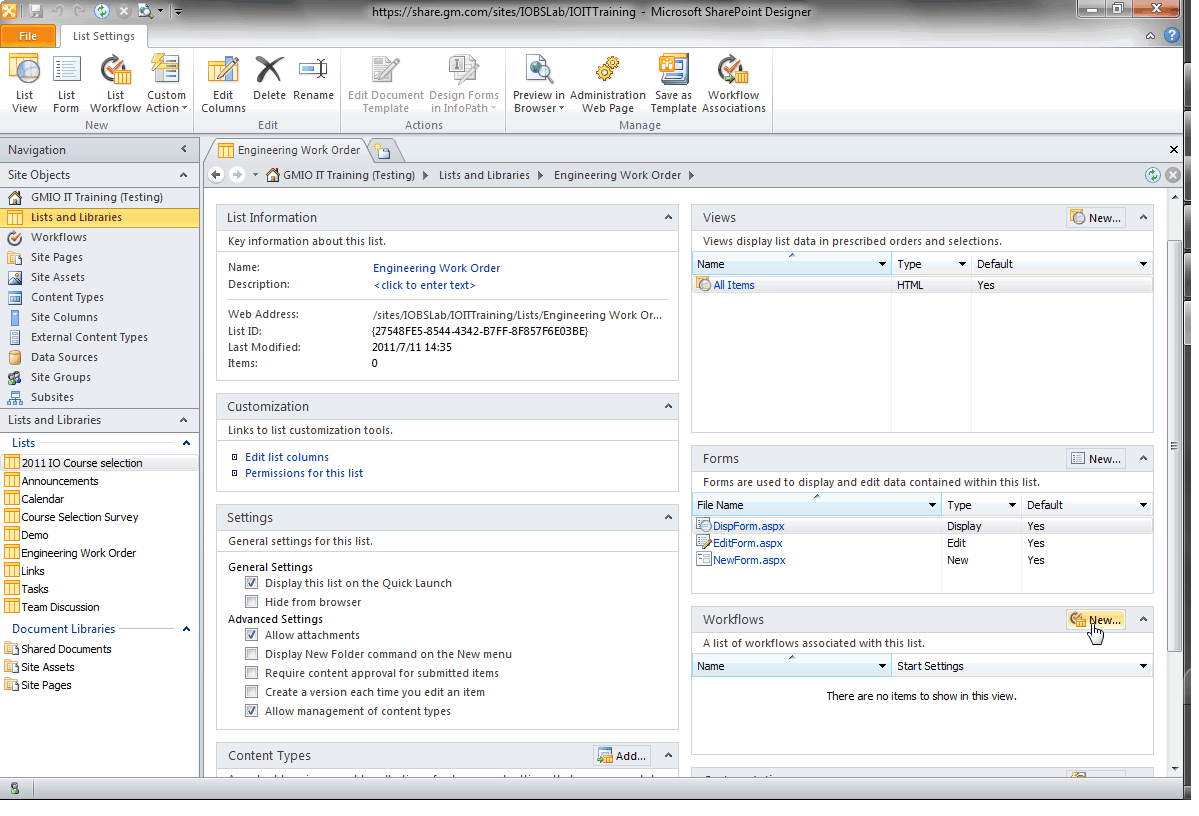 https://share.gm.com/sites/IOBSLab/IOITTraining - Microsoft SharePoint Designer
File
List Settings
List View
List Form
List Workflow
Custom Action
New
Edit Columns
Delete
Rename
Edit
Edit Document Template
Design Forms in InfoPath
Actions
Preview in Browser
Administration Web Page
Save as Template
Workflow Associations
Manage
Navigation
Site Objects
GMIO IT Training (Testing)
Lists and Libraries
Workflows
Site Pages
Site Assets
Content Types
Site Columns
External Content Types
Data Sources
Site Groups
Subsites
Lists and Libraries
Lists
2011 IO Course selection
Announcements
Calendar
Course Selection Survey
Demo
Engineering Work Order
Links
Tasks
Team Discussion
Document Libraries
Shared Documents
Site Assets
Site Pages
Engineering Work Order
GMIO IT Training (Testing) Lists and Libraries Engineering Work Order
List Information
Key information about this list.
Name: Engineering Work Order
Description: <click to enter text>
Web Address: /sites/IOBSLab/IOITTraining/Lists/Engineering Work Or...
List ID: {27548FE5-8544-4342-B7FF-8F857F6E03BE}
Last Modified: 2011/7/11 14:35
Items: 0
Customization
Links to list customization tools.
Edit list columns
Permissions for this list
Settings
General settings for this list.
General Settings
Display this list on the Quick Launch
Hide from browser
Advanced Settings
Allow attachments
Display New Folder command on the New menu
Require content approval for submitted items
Create a version each time you edit an item
Allow management of content types
Content Types Add...
Views New...
Views display list data in prescribed orders and selections.
Name Type Default
All Items HTML Yes
Forms New...
Forms are used to display and edit data contained within this list.
File Name Type Default
DispForm.aspx Display Yes
EditForm.aspx Edit Yes
NewForm.aspx New Yes
Workflows New...
A list of workflows associated with this list.
Name Start Settings
There are no items to show in this view.